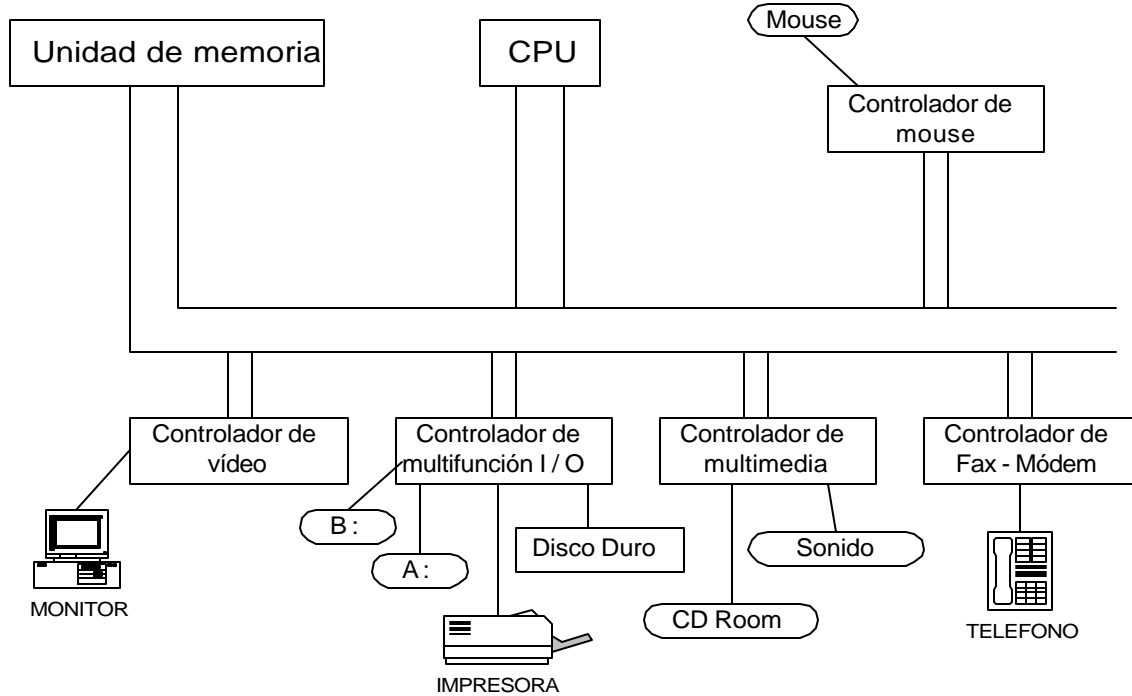 Mouse
Unidad de memoria
CPU
Controlador de
mouse
Controlador de
vídeo
Controlador de
multifunción I / O
Controlador de
multimedia
Controlador de
Fax - Módem
B :
A :
Disco Duro
Sonido
CD Room
MONITOR
IMPRESORA
TELEFONO